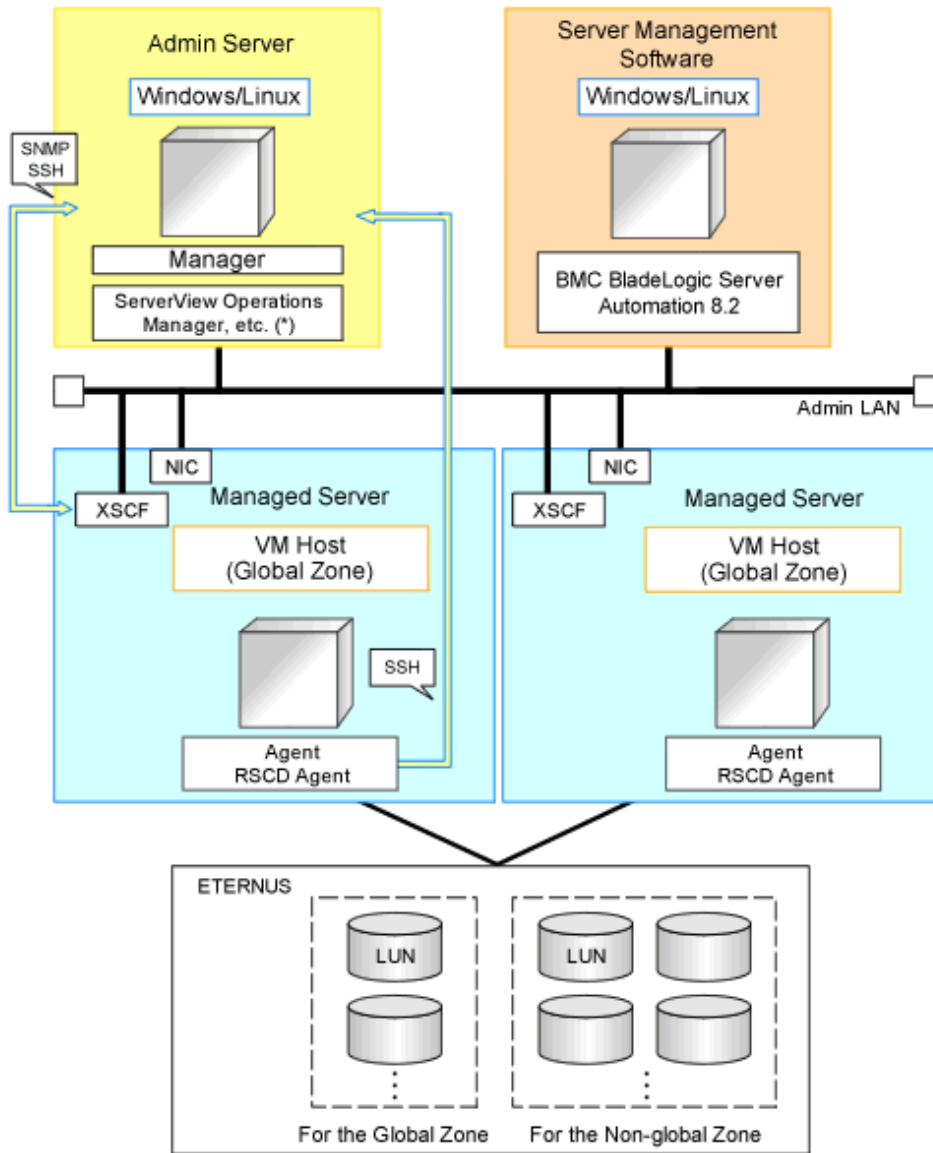 Admin Server
Windows/Linux
SNMP
SSH
Manager
ServerView Operations
Manager, etc. (*)
Server Management
Software
Windows/Linux
BMC BladeLogic Server
Automation 8.2
Admin LAN
NIC
XSCF
Managed Server
VM Host
(Global Zone)
SSH
Agent
RSCD Agent
NIC
XSCF
Managed Server
VM Host
(Global Zone)
Agent
RSCD Agent
ETERNUS
LUN
LUN
For the Global Zone
For the Non-global Zone